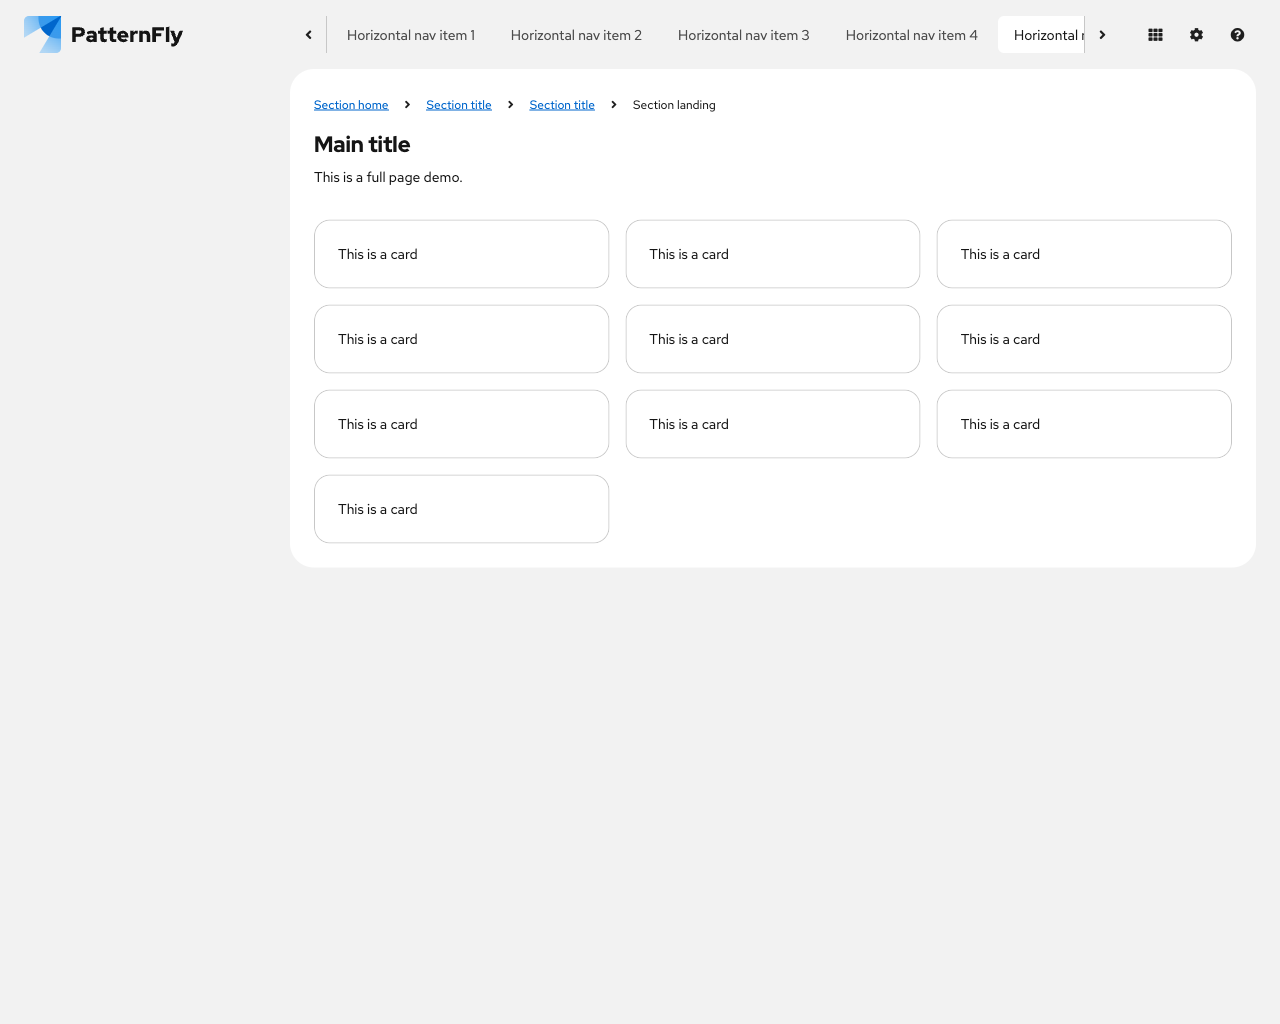 PatternFly
Horizontal nav item 1
Horizontal nav item 2
Horizontal nav item 3
Horizontal nav item 4
Horizontal
Section home
Section title
Section title
Section landing
Main title
This is a full page demo.
This is a card
This is a card
This is a card
This is a card
This is a card
This is a card
This is a card
This is a card
This is a card
This is a card